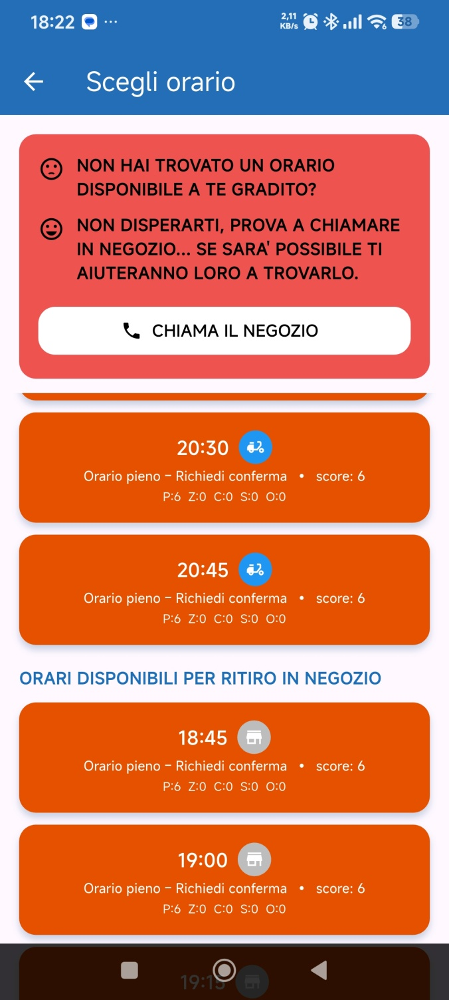 18:22
2,11
KB/s
6
38
Scegli orario
NON HAI TROVATO UN ORARIO
DISPONIBILE A TE GRADITO?
NON DISPERARTI, PROVA A CHIAMARE
IN NEGOZIO... SE SARA' POSSIBILE TI
AIUTERANNO LORO A TROVARLO.
CHIAMA IL NEGOZIO
20:30
Orario pieno – Richiedi conferma • score: 6
P:6 Z:0 C:0 S:0 O:0
20:45
Orario pieno – Richiedi conferma • score: 6
P:6 Z:0 C:0 S:0 O:0
ORARI DISPONIBILI PER RITIRO IN NEGOZIO
18:45
Orario pieno – Richiedi conferma • score: 6
P:6 Z:0 C:0 S:0 O:0
19:00
Orario pieno – Richiedi conferma • score: 6
P:6 Z:0 C:0 S:0 O:0
19:15